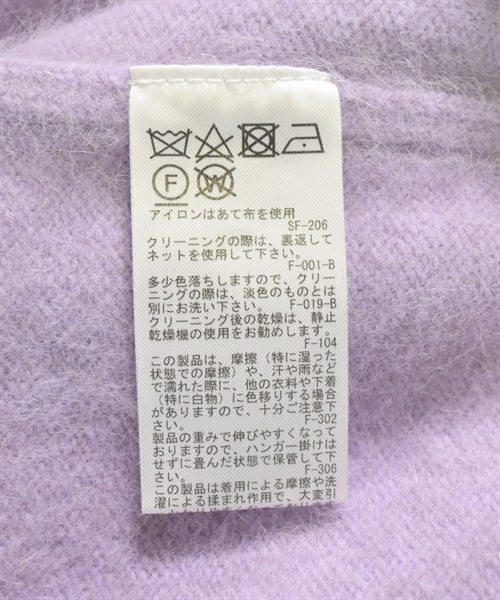 F W
アイロンはあて布を使用
SF-206
クリーニングの際は、裏返して
ネットを使用して下さい。
F-001-B
多少色落ちしますので、クリー
ニングの際は、淡色のものとは
別にお洗い下さい。
F-019-B
クリーニング後の乾燥は、静止
乾燥機の使用をお勧めします。
F-104
この製品は、摩擦（特に湿った
状態での摩擦）や、汗や雨など
で濡れた際に、他の衣料や下着
（特に白物）に色移りする場合
がありますので、十分ご注意下
さい。
F-302
製品の重みで伸びやすくなって
おりますので、ハンガー掛けは
せずに畳んだ状態で保管して下
さい。
F-306
この製品は着用による摩擦や洗
濯による揉まれ作用で、大変引